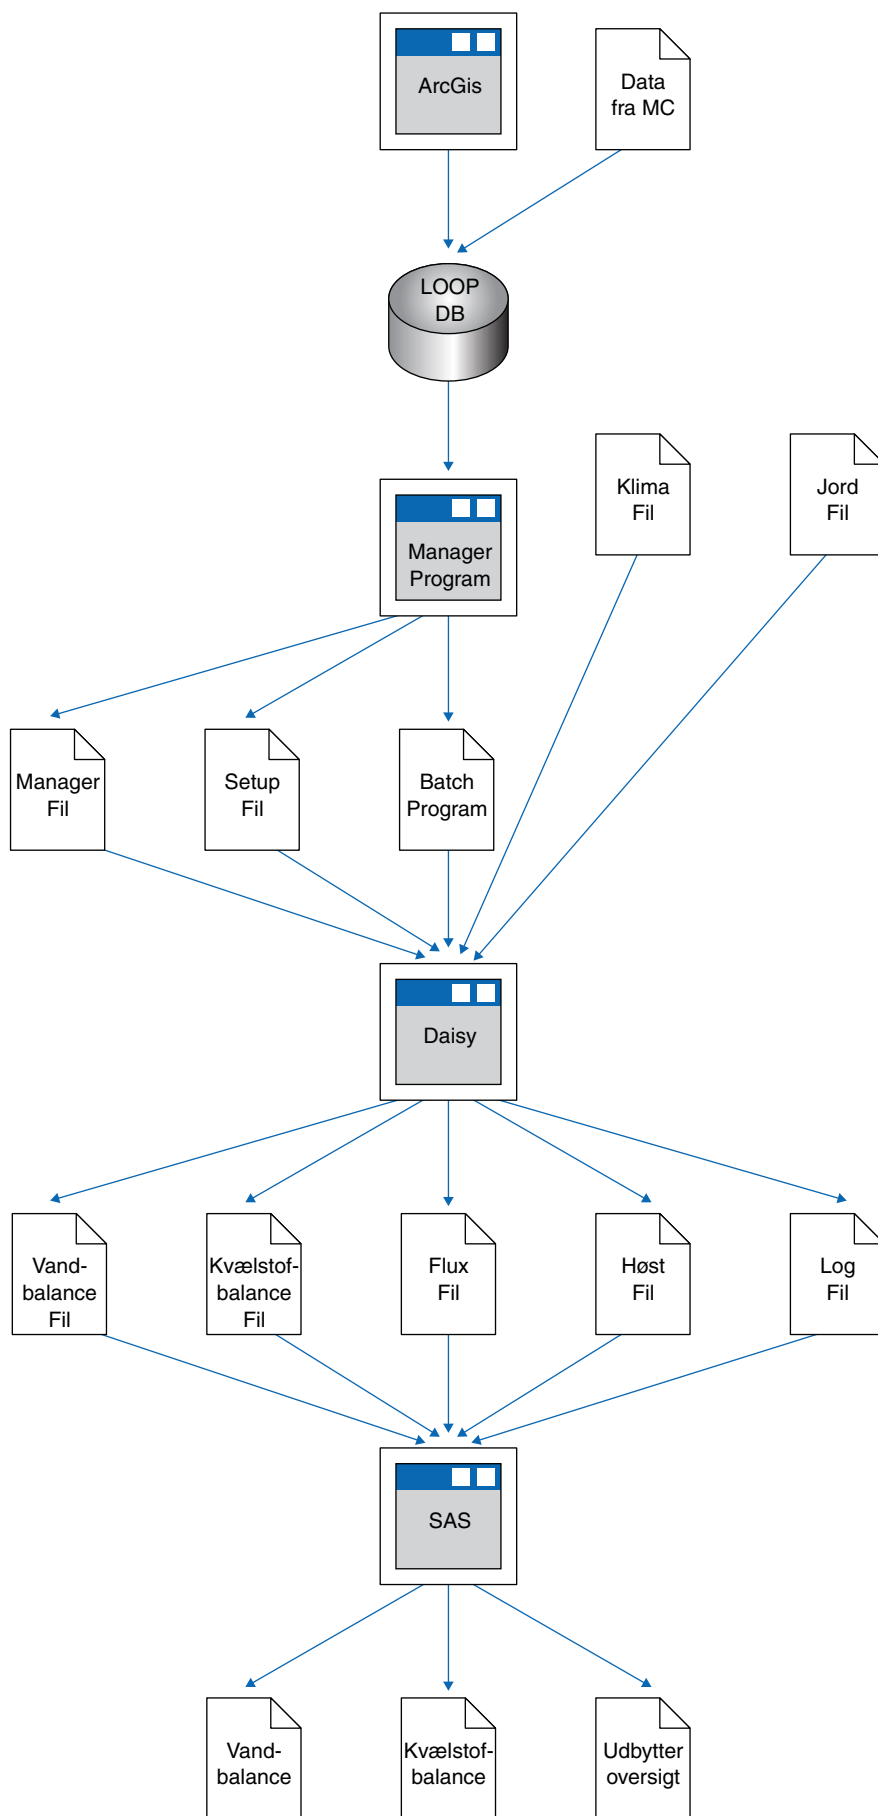 ArcGis
Data
fra MC
LOOP
DB
Manager
Program
Klima
Fil
Jord
Fil
Manager
Fil
Setup
Fil
Batch
Program
Daisy
Vand-
balance
Fil
Kvælstof-
balance
Fil
Flux
Fil
Høst
Fil
Log
Fil
SAS
Vand-
balance
Kvælstof-
balance
Udbytter
oversigt